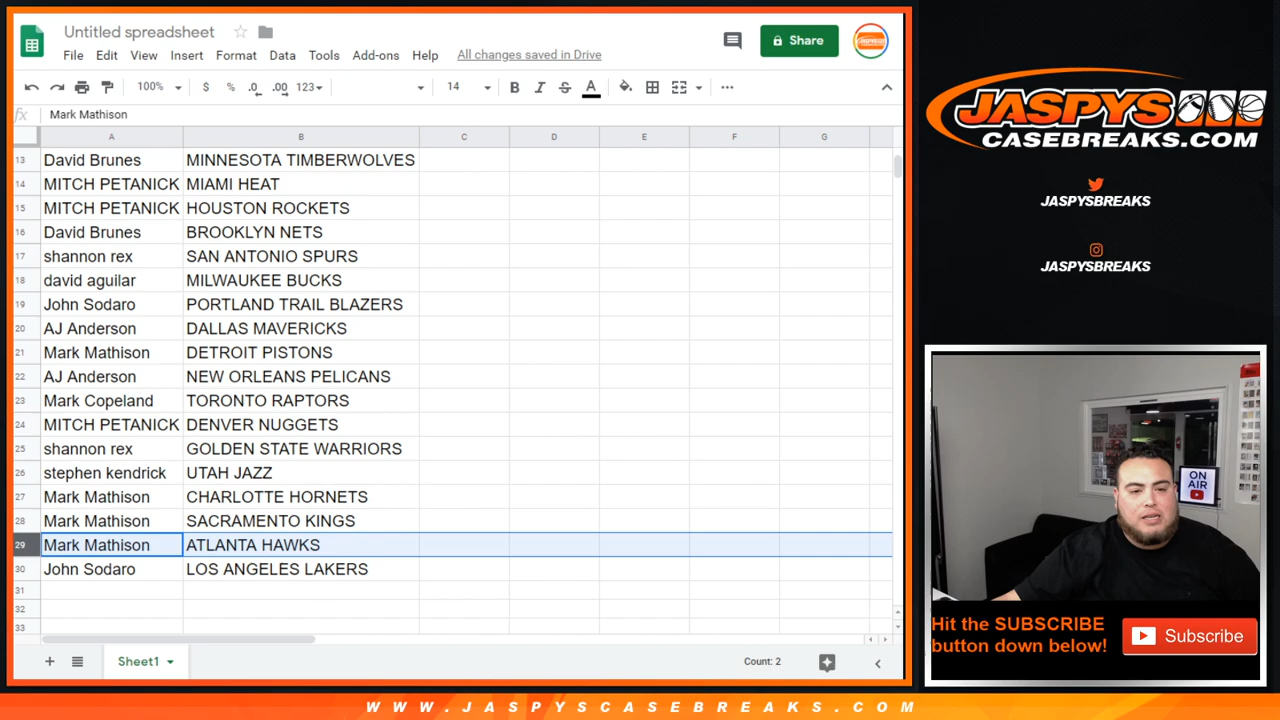 Untitled spreadsheet
File Edit View Insert Format Data Tools Add-ons Help All changes saved in Drive
Share
100% $ % .0 .00 123 14 B I S A
fx Mark Mathison
A B C D E F G
13 David Brunes MINNESOTA TIMBERWOLVES
14 MITCH PETANICK MIAMI HEAT
15 MITCH PETANICK HOUSTON ROCKETS
16 David Brunes BROOKLYN NETS
17 shannon rex SAN ANTONIO SPURS
18 david aguilar MILWAUKEE BUCKS
19 John Sodaro PORTLAND TRAIL BLAZERS
20 AJ Anderson DALLAS MAVERICKS
21 Mark Mathison DETROIT PISTONS
22 AJ Anderson NEW ORLEANS PELICANS
23 Mark Copeland TORONTO RAPTORS
24 MITCH PETANICK DENVER NUGGETS
25 shannon rex GOLDEN STATE WARRIORS
26 stephen kendrick UTAH JAZZ
27 Mark Mathison CHARLOTTE HORNETS
28 Mark Mathison SACRAMENTO KINGS
29 Mark Mathison ATLANTA HAWKS
30 John Sodaro LOS ANGELES LAKERS
31
32
33
Sheet1 Count: 2
JASPYS
CASEBREAKS.COM
JASPYSBREAKS
JASPYSBREAKS
ON
AIR
Hit the SUBSCRIBE
button down below!
Subscribe
WWW.JASPYSCASEBREAKS.COM